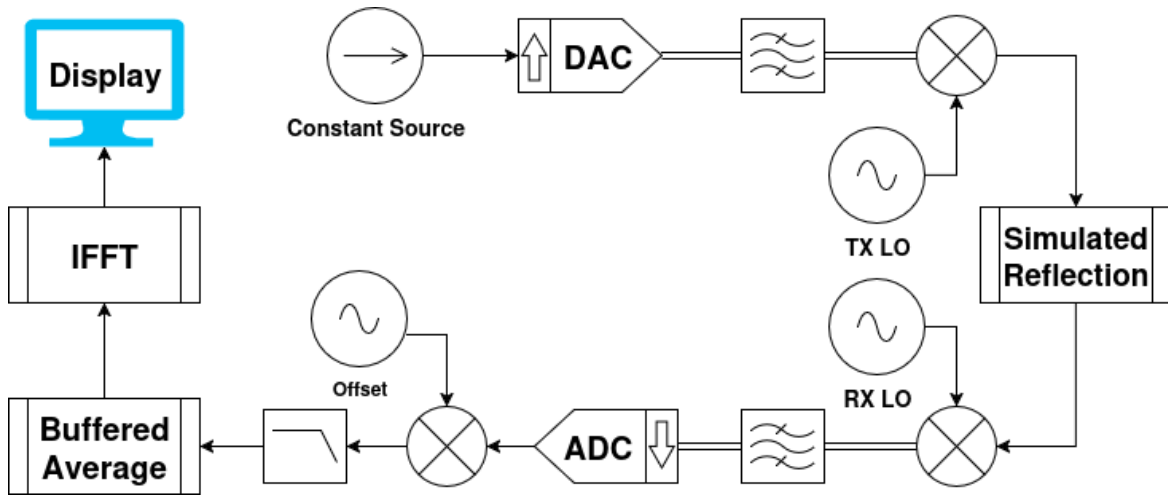 Display
DAC
Constant Source
TX LO
IFFT
Simulated
Reflection
Offset
RX LO
Buffered
Average
ADC